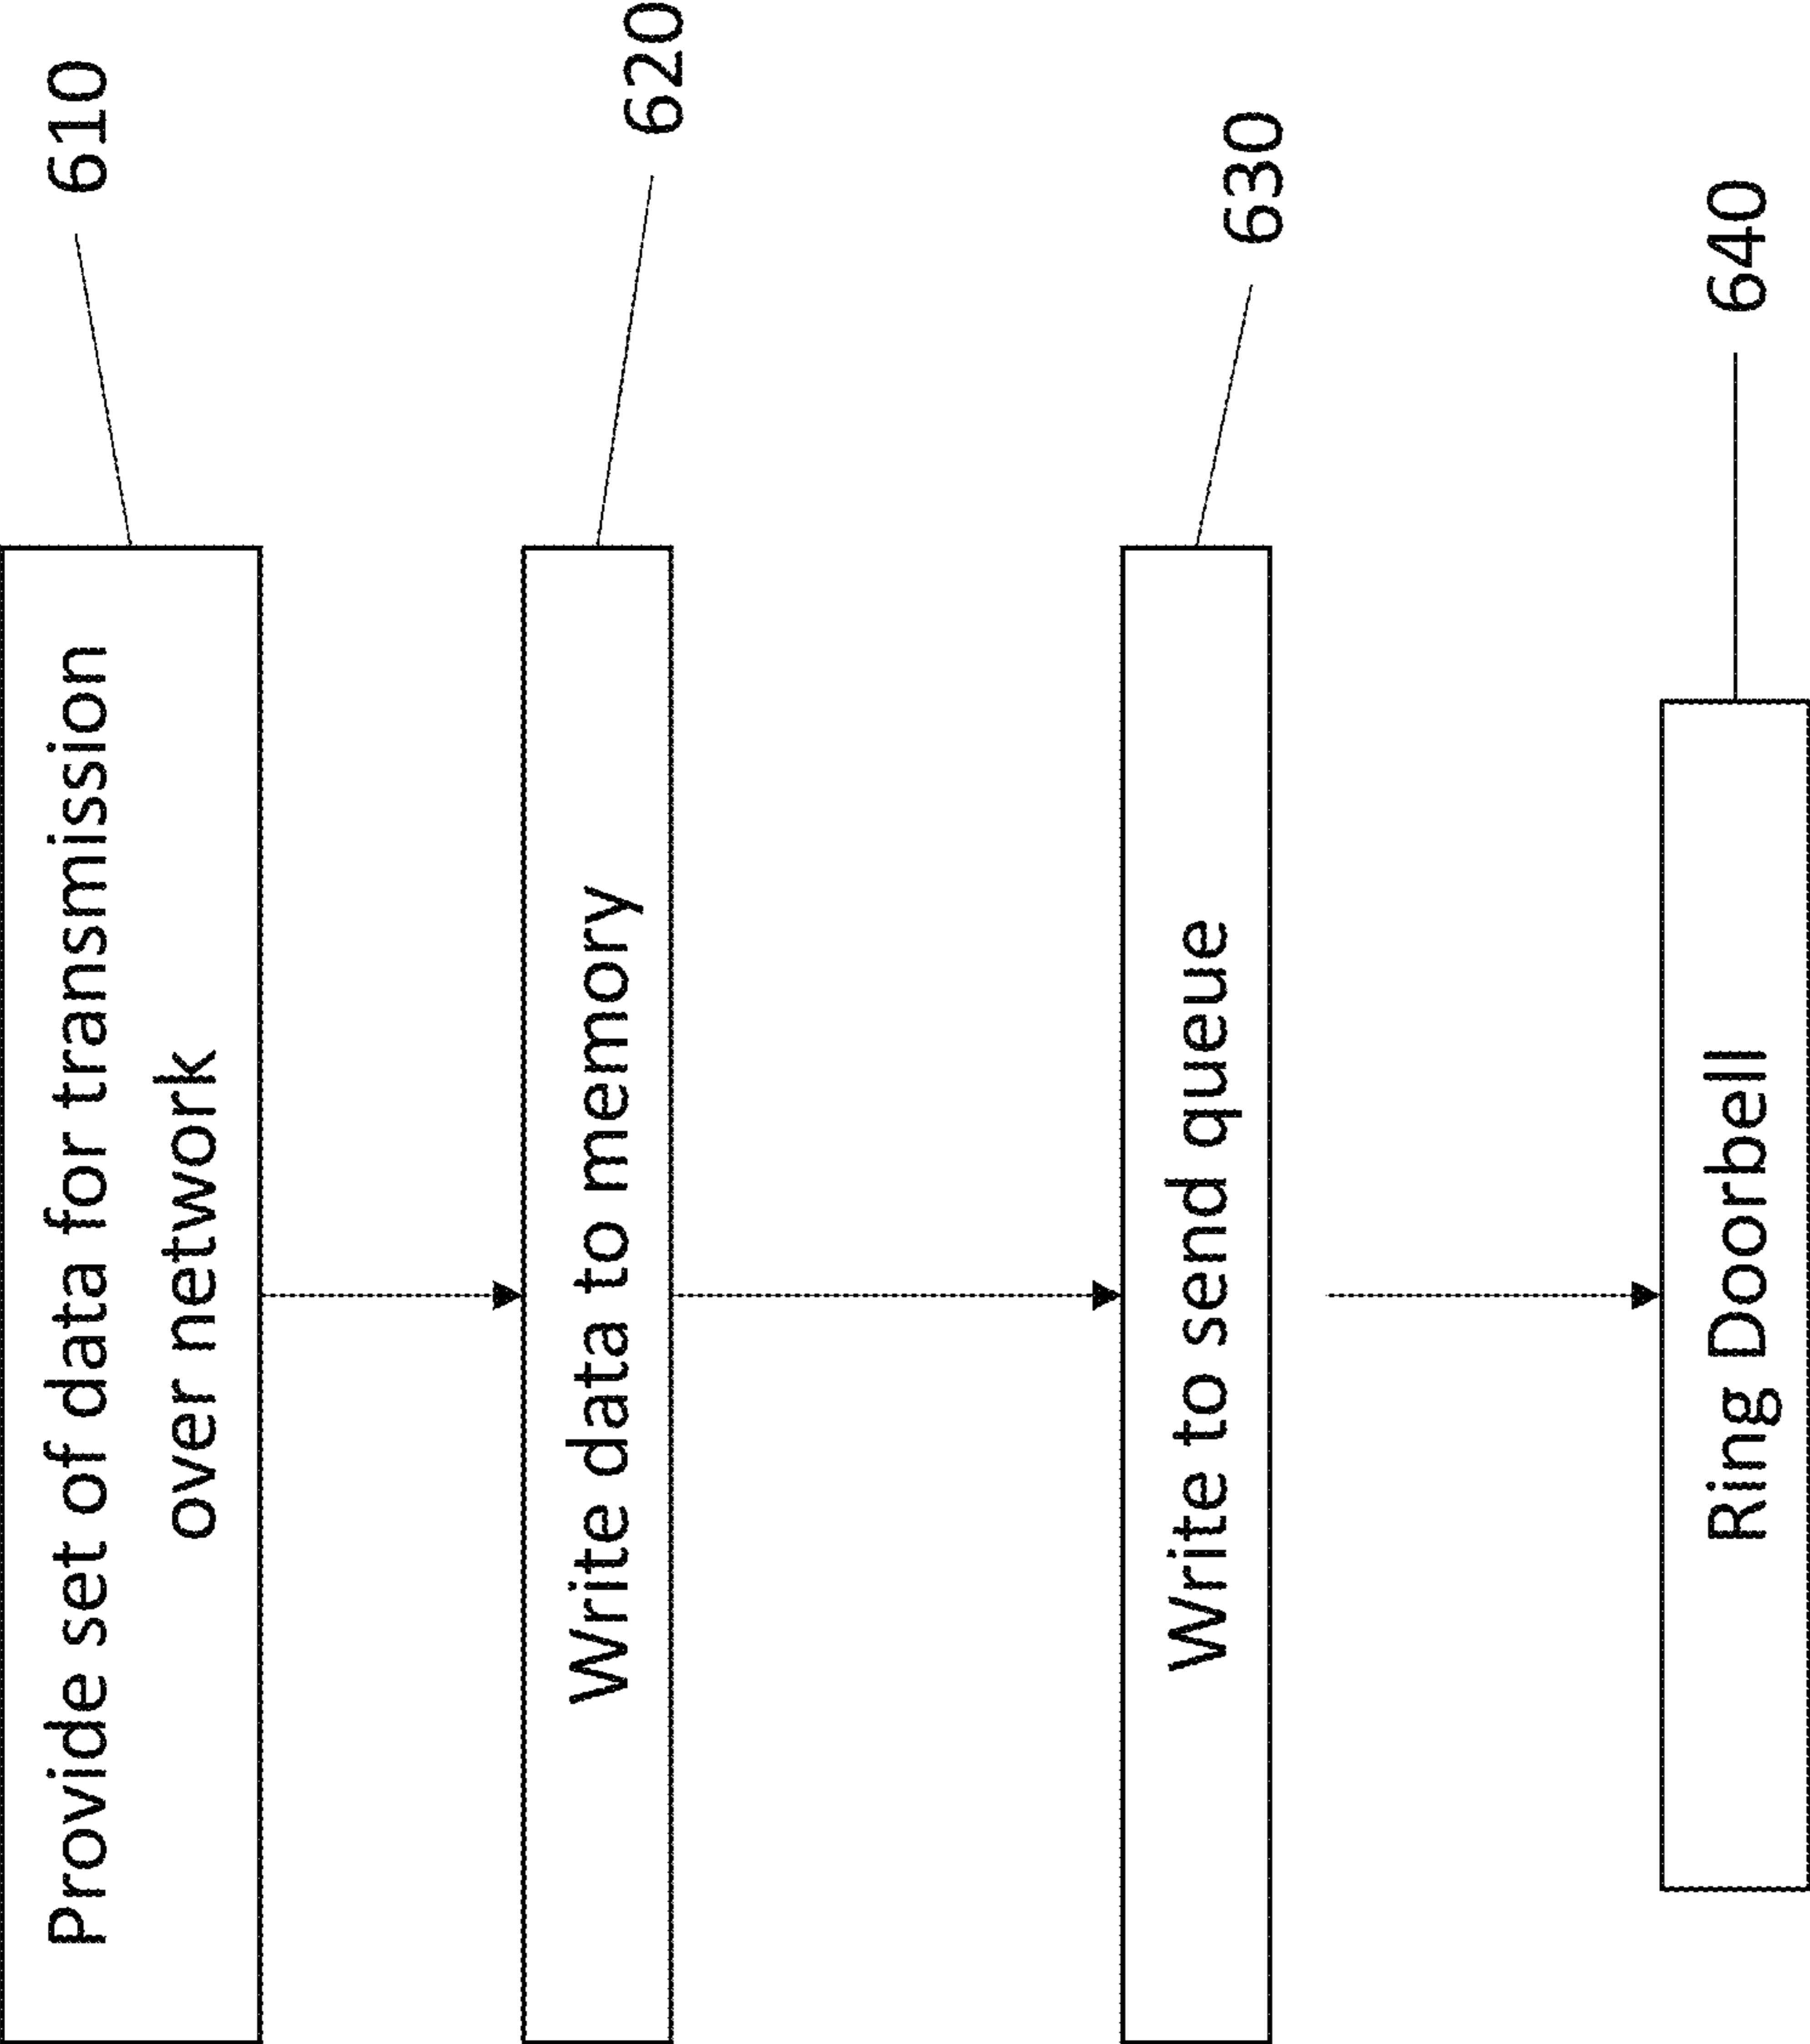 Provide set of data for transmission
over network
610
Write data to memory
620
Write to send queue
630
Ring Doorbell
640